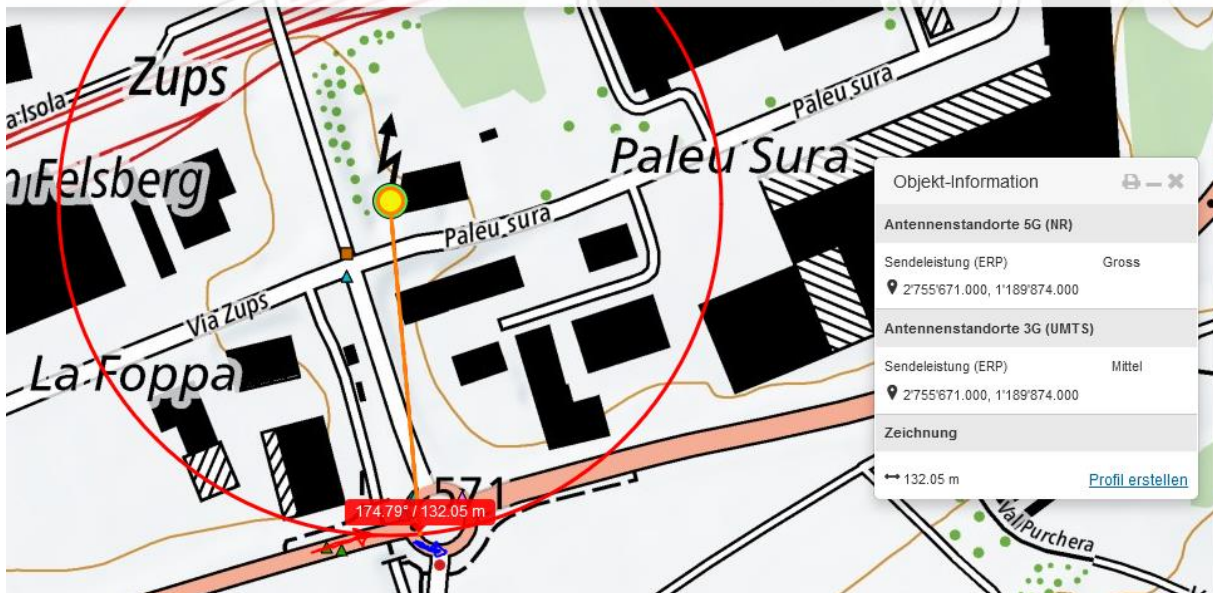 Zups
a Isola
n Felsberg
Paleu sura
Paleu Sura
Paleu sura
Via Zups
La Foppa
571
174.79° / 132.05 m
Val Purchera
Objekt-Information
Antennenstandorte 5G (NR)
Sendeleistung (ERP) Gross
2'755'671.000, 1'189'874.000
Antennenstandorte 3G (UMTS)
Sendeleistung (ERP) Mittel
2'755'671.000, 1'189'874.000
Zeichnung
132.05 m Profil erstellen